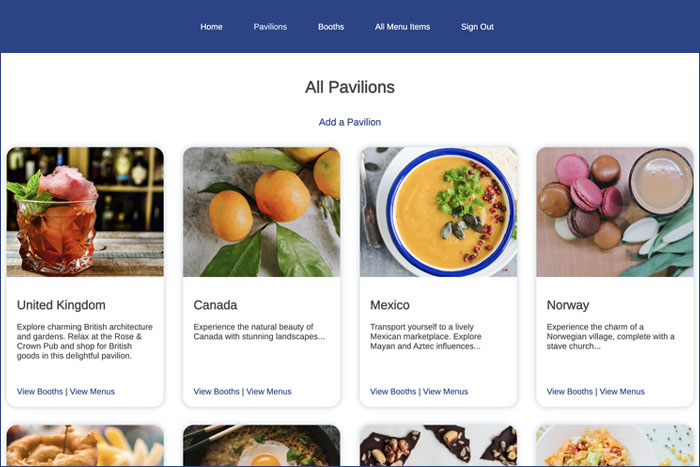 Home Pavilions Booths All Menu Items Sign Out
All Pavilions
Add a Pavilion
United Kingdom
Explore charming British architecture
and gardens. Relax at the Rose &
Crown Pub and shop for British
goods in this delightful pavilion.
View Booths | View Menus
Canada
Experience the natural beauty of
Canada with stunning landscapes...
View Booths | View Menus
Mexico
Transport yourself to a lively
Mexican marketplace. Explore
Mayan and Aztec influences...
View Booths | View Menus
Norway
Experience the charm of a
Norwegian village, complete with a
stave church...
View Booths | View Menus